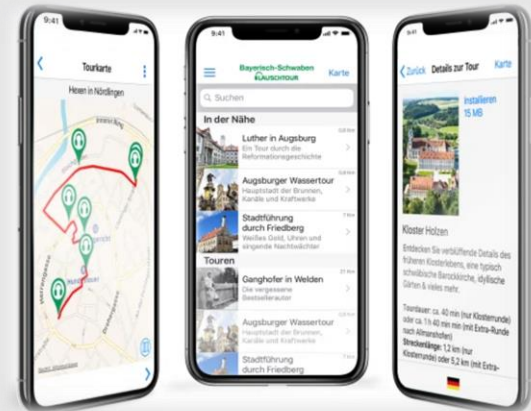 9:41
Tourkarte
Hexen in Nördlingen
9:41
Bayerisch-Schwaben
LAUSCHTOUR
Karte
Suchen
In der Nähe
Luther in Augsburg
Ein Tour durch die
Reformationsgeschichte
Augsburger Wassertour
Hauptstadt der Brunnen,
Kanäle und Kraftwerke
Stadtführung
durch Friedberg
Weißes Gold, Uhren und
singende Nachtwächter
Touren
Ganghofer in Welden
Die vergessene
Bestsellerautor
Augsburger Wassertour
Hauptstadt der Brunnen,
Kanäle und Kraftwerke
Stadtführung
durch Friedberg
9:41
Zurück
Details zur Tour
Karte
Installieren
15 MB
Kloster Holzen
Entdecken Sie verblüffende Details des
früheren Klosterlebens, eine typisch
schwäbische Barockkirche, idyllische
Gärten & vieles mehr.
Tourdauer: ca. 40 min (nur Klosterrunde)
oder ca. 1 h 40 min (mit Extra-Runde
nach Allmanshofen)
Streckenlänge: 1,2 km (nur
Klosterrunde) oder 5,2 km (mit Extra-